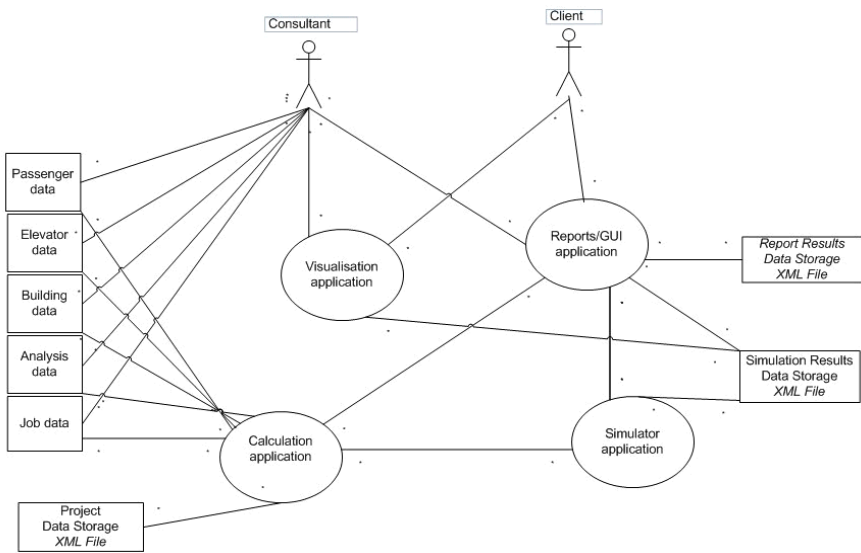 Consultant
Client
Passenger
data
Elevator
data
Building
data
Analysis
data
Job data
Visualisation
application
Reports/GUI
application
Report Results
Data Storage
XML File
Simulation Results
Data Storage
XML File
Calculation
application
Simulator
application
Project
Data Storage
XML File